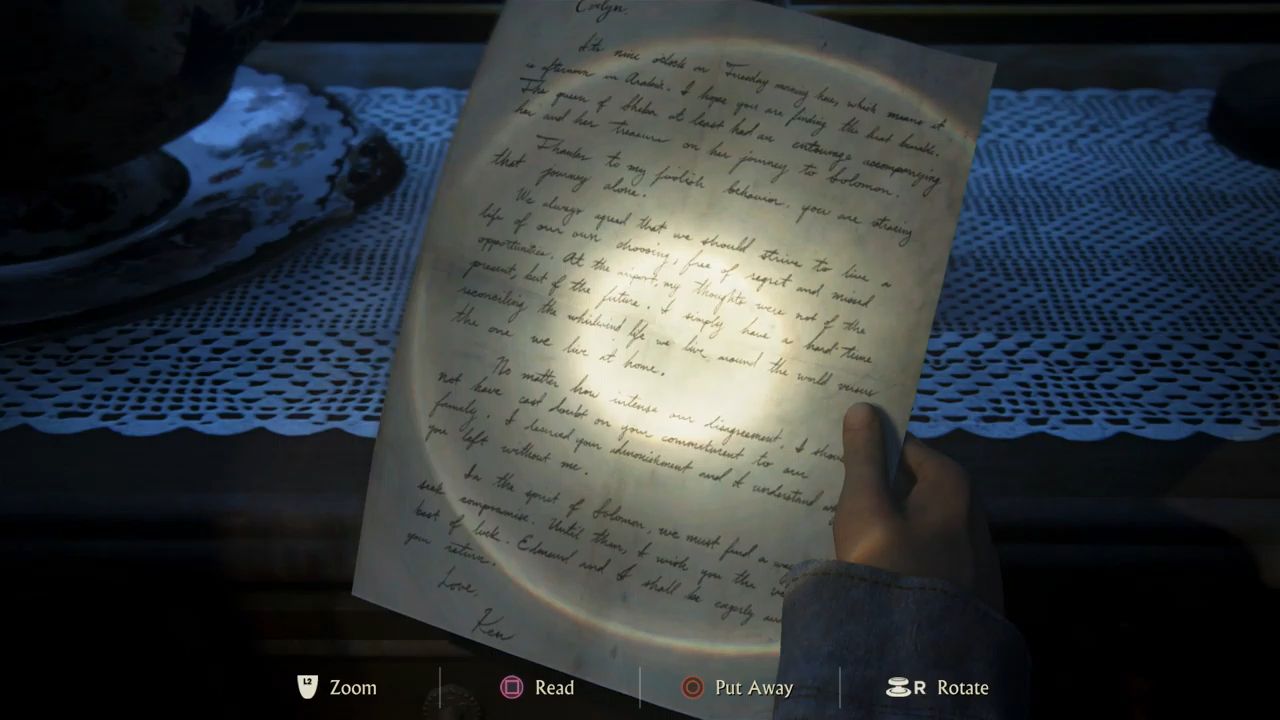 Evelyn.
It's nine o'clock on Tuesday morning here, which means it
is afternoon in Arabia. I hope you are finding the heat bearable.
The queen of Sheba at least had an entourage accompanying
her and her treasure on her journey to Solomon.
Thanks to my foolish behavior, you are
that journey alone.
We always agreed that we should strive to live a
life of our own choosing, free of regret and missed
opportunities. At the airport, my thoughts were not of the
present, but of the future. I simply have a hard time
reconciling the whirlwind life we live around the world versus
the one we live at home.
No matter how intense our disagreement, I
not have cast doubt on your commitment to our
family. I deserved your admonishment and I understand
you left without me.
In the spirit of Solomon, we must find a
seek compromise. Until then, I wish you the
best of luck. Edmund and I shall be eagerly
your return.
Love,
Ken
L2 Zoom
Read
Put Away
R Rotate